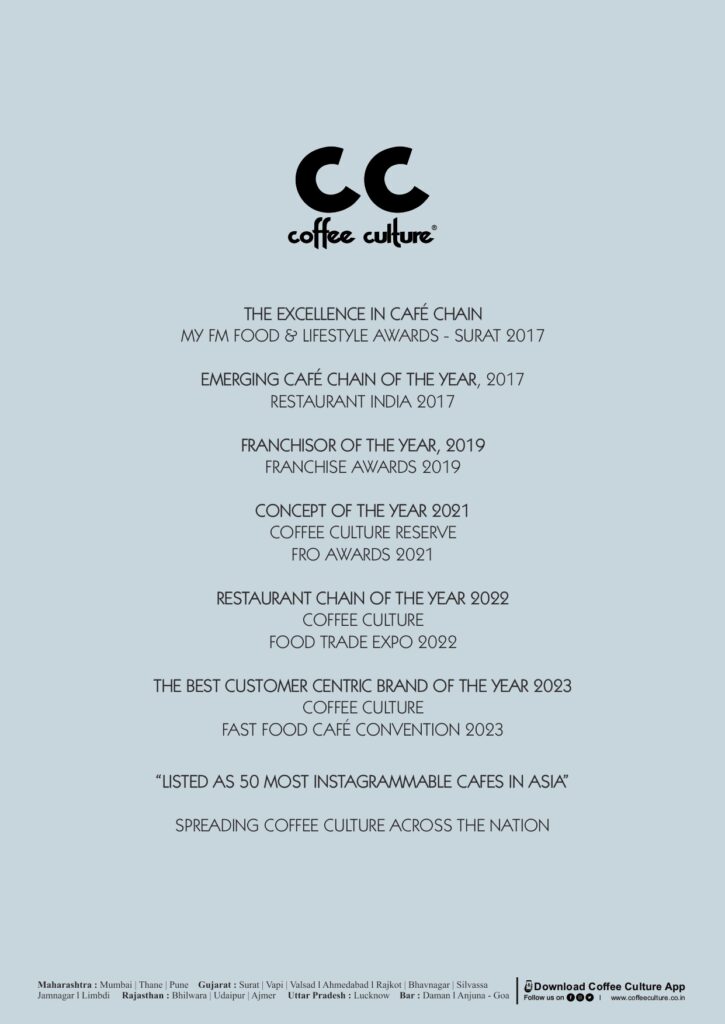 CC
coffee culture®
THE EXCELLENCE IN CAFÉ CHAIN
MY FM FOOD & LIFESTYLE AWARDS - SURAT 2017
EMERGING CAFÉ CHAIN OF THE YEAR, 2017
RESTAURANT INDIA 2017
FRANCHISOR OF THE YEAR, 2019
FRANCHISE AWARDS 2019
CONCEPT OF THE YEAR 2021
COFFEE CULTURE RESERVE
FRO AWARDS 2021
RESTAURANT CHAIN OF THE YEAR 2022
COFFEE CULTURE
FOOD TRADE EXPO 2022
THE BEST CUSTOMER CENTRIC BRAND OF THE YEAR 2023
COFFEE CULTURE
FAST FOOD CAFÉ CONVENTION 2023
“LISTED AS 50 MOST INSTAGRAMMABLE CAFES IN ASIA”
SPREADING COFFEE CULTURE ACROSS THE NATION
Maharashtra : Mumbai | Thane | Pune Gujarat : Surat | Vapi | Valsad l Ahmedabad l Rajkot | Bhavnagar | Silvassa
Jamnagar l Limbdi Rajasthan : Bhilwara | Udaipur | Ajmer Uttar Pradesh : Lucknow Bar : Daman l Anjuna - Goa
Download Coffee Culture App
Follow us on | www.coffeeculture.co.in